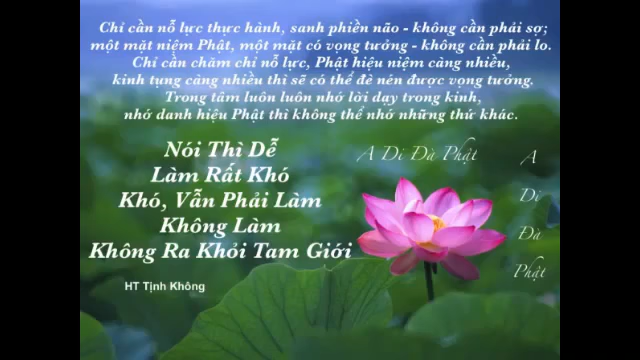 Chỉ cần nỗ lực thực hành, sanh phiền não - không cần phải sợ;
một mặt niệm Phật, một mặt có vọng tưởng - không cần phải lo.
Chỉ cần chăm chỉ nỗ lực, Phật hiệu niệm càng nhiều,
kinh tụng càng nhiều thì sẽ có thể đè nén được vọng tưởng.
Trong tâm luôn luôn nhớ lời dạy trong kinh,
nhớ danh hiệu Phật thì không thể nhớ những thứ khác.
Nói Thì Dễ
Làm Rất Khó
Khó, Vẫn Phải Làm
Không Làm
Không Ra Khỏi Tam Giới
HT Tịnh Không
A Di Đà Phật
A
Di
Đà
Phật